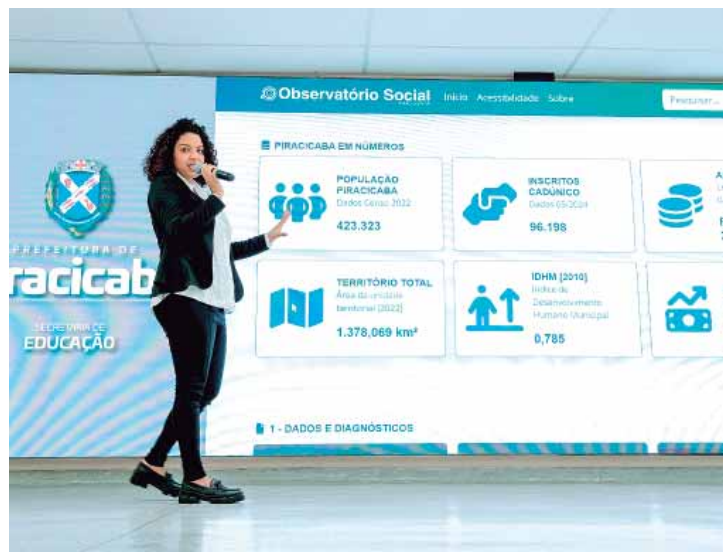 Observatório Social
Início Acessibilidade Sobre
Pesquisar...
PIRACICABA EM NÚMEROS
POPULAÇÃO
PIRACICABA
Dados Censo 2022
423.323
INSCRITOS
CADÚNICO
Dados 05/2024
96.198
TERRITÓRIO TOTAL
Área da unidade
territorial [2022]
1.378,069 km²
IDHM [2010]
Índice de
Desenvolvimento
Humano Municipal
0,785
1 - DADOS E DIAGNÓSTICOS
PREFEITURA DE
racicab
SECRETARIA DE
EDUCAÇÃO